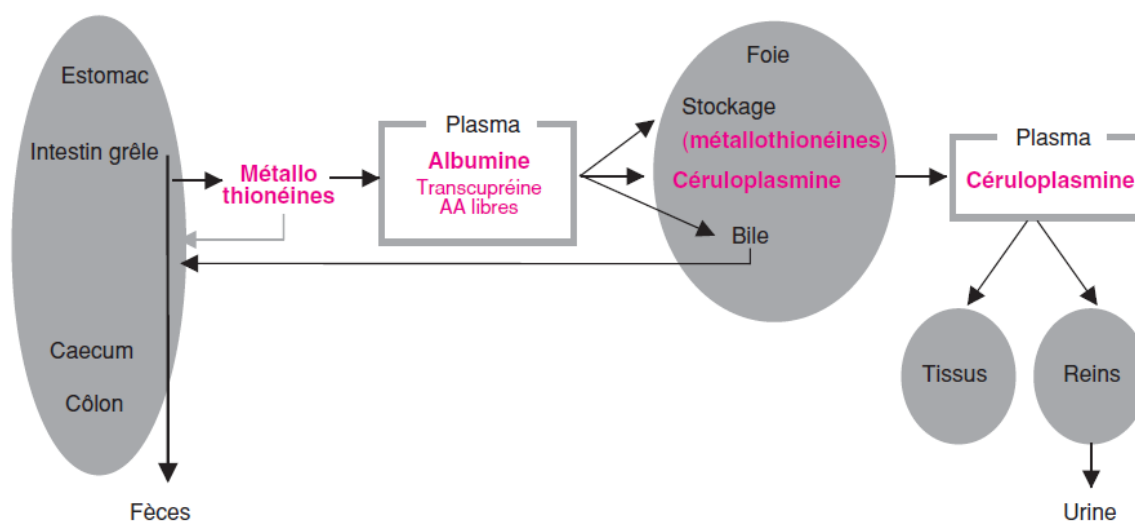 Estomac
Intestin grêle
Caecum
Côlon
Fèces
Métallo
thionéines
Plasma
Albumine
Transcupréine
AA libres
Foie
Stockage
(métallothionéines)
Céruloplasmine
Bile
Plasma
Céruloplasmine
Tissus
Reins
Urine